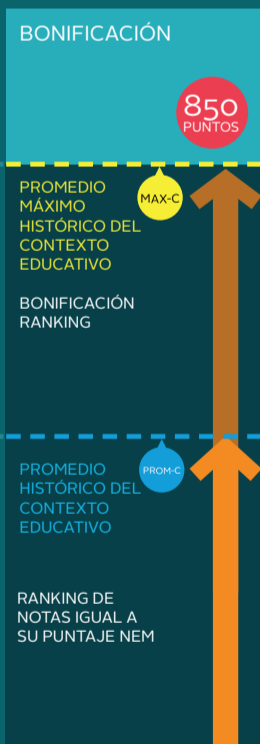 BONIFICACIÓN
850
PUNTOS
PROMEDIO
MÁXIMO
HISTÓRICO DEL
CONTEXTO
EDUCATIVO
MAX-C
BONIFICACIÓN
RANKING
PROMEDIO
HISTÓRICO DEL
CONTEXTO
EDUCATIVO
PROM-C
RANKING DE
NOTAS IGUAL A
SU PUNTAJE NEM